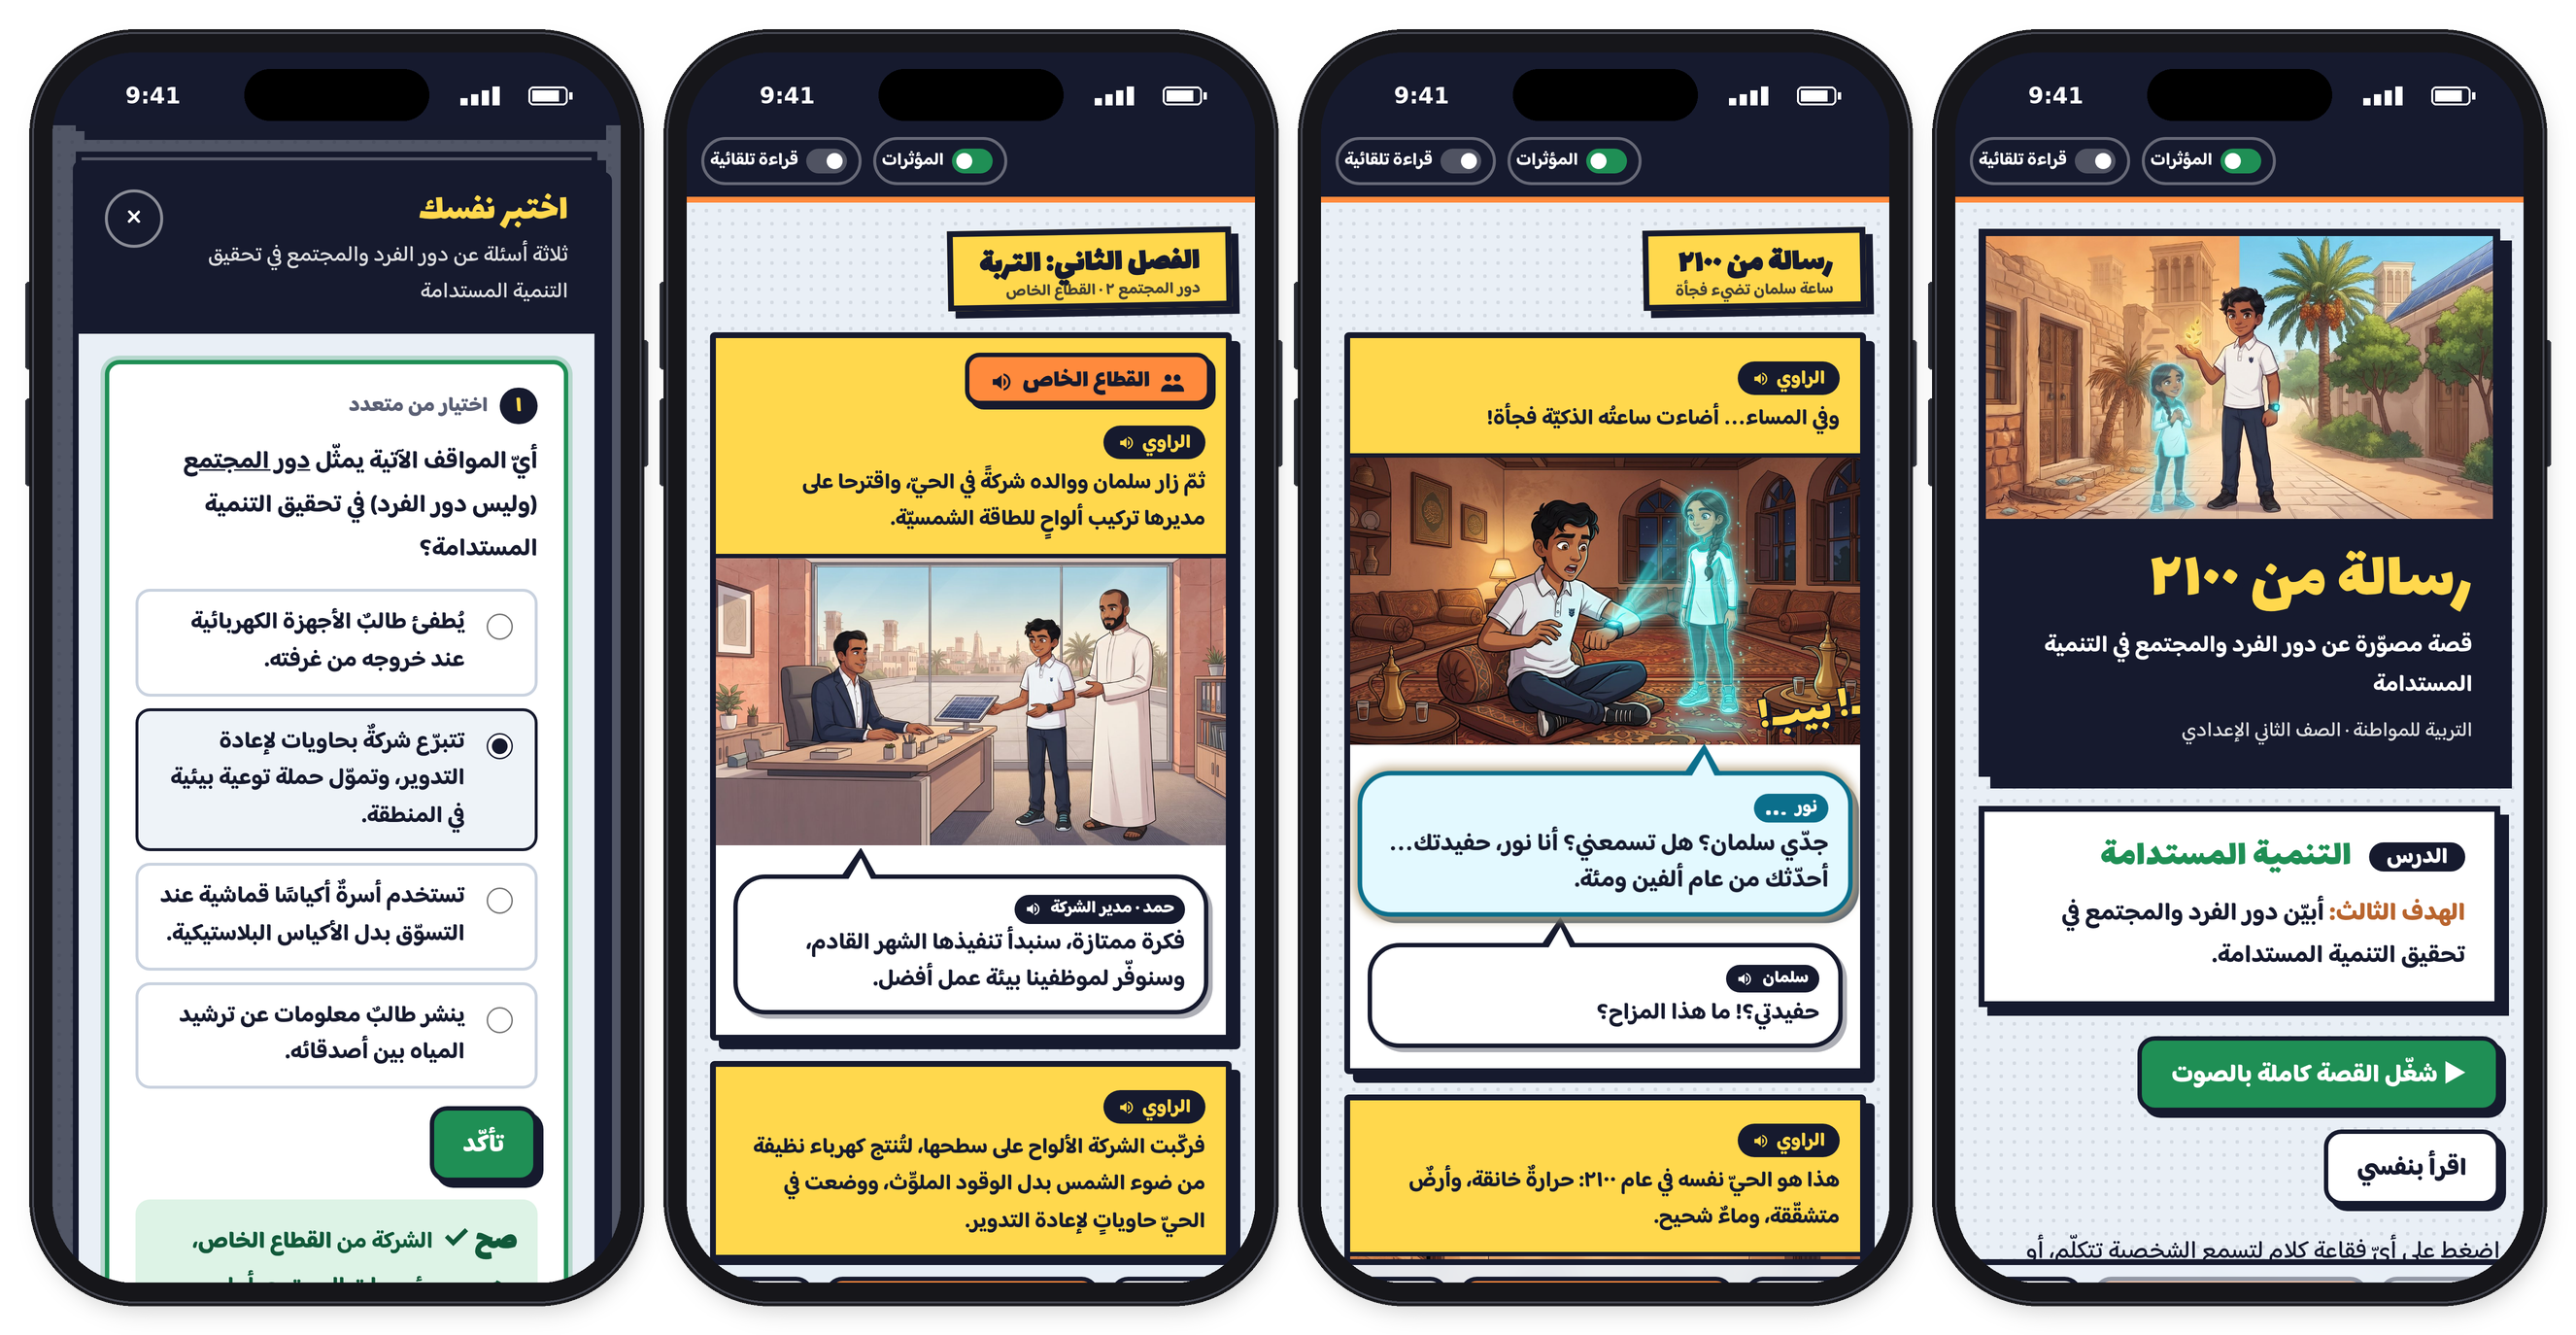 9:41
المؤثرات
قراءة تلقائية
رسالة من ٢١٠٠
قصة مصوّرة عن دور الفرد والمجتمع في التنمية
المستدامة
التربية للمواطنة · الصف الثاني الإعدادي
الدرس
التنمية المستدامة
الهدف الثالث: أبيّن دور الفرد والمجتمع في
تحقيق التنمية المستدامة.
شغّل القصة كاملة بالصوت
اقرأ بنفسي
اضغط على أيّ فقاعة كلام لتسمع الشخصية تتكلّم، أو
9:41
المؤثرات
قراءة تلقائية
رسالة من ٢١٠٠
ساعة سلمان تضيء فجأة
الراوي
وفي المساء... أضاءت ساعتُه الذكيّة فجأة!
بيب!
نور ...
جدّي سلمان؟ هل تسمعني؟ أنا نور، حفيدتك...
أحدّثك من عام ألفين ومئة.
سلمان
حفيدتي؟! ما هذا المزاح؟
الراوي
هذا هو الحيّ نفسه في عام ٢١٠٠: حرارةٌ خانقة، وأرضٌ
متشقّقة، وماءٌ شحيح.
9:41
المؤثرات
قراءة تلقائية
الفصل الثاني: التربة
دور المجتمع ٢ · القطاع الخاص
القطاع الخاص
الراوي
ثمّ زار سلمان ووالده شركةً في الحيّ، واقترحا على
مديرها تركيب ألواحٍ للطاقة الشمسيّة.
حمد · مدير الشركة
فكرة ممتازة، سنبدأ تنفيذها الشهر القادم،
وسنوفّر لموظفينا بيئة عمل أفضل.
الراوي
فركّبت الشركة الألواح على سطحها، لتُنتج كهرباء نظيفة
من ضوء الشمس بدل الوقود الملوِّث، ووضعت في
الحيّ حاوياتٍ لإعادة التدوير.
9:41
اختبر نفسك
ثلاثة أسئلة عن دور الفرد والمجتمع في تحقيق
التنمية المستدامة
١ اختيار من متعدد
أيّ المواقف الآتية يمثّل دور المجتمع
(وليس دور الفرد) في تحقيق التنمية
المستدامة؟
يُطفئ طالبٌ الأجهزة الكهربائية
عند خروجه من غرفته.
تتبرّع شركةٌ بحاويات لإعادة
التدوير، وتموّل حملة توعية بيئية
في المنطقة.
تستخدم أسرةٌ أكياسًا قماشية عند
التسوّق بدل الأكياس البلاستيكية.
ينشر طالبٌ معلومات عن ترشيد
المياه بين أصدقائه.
تأكّد
صح ✓ الشركة من القطاع الخاص،